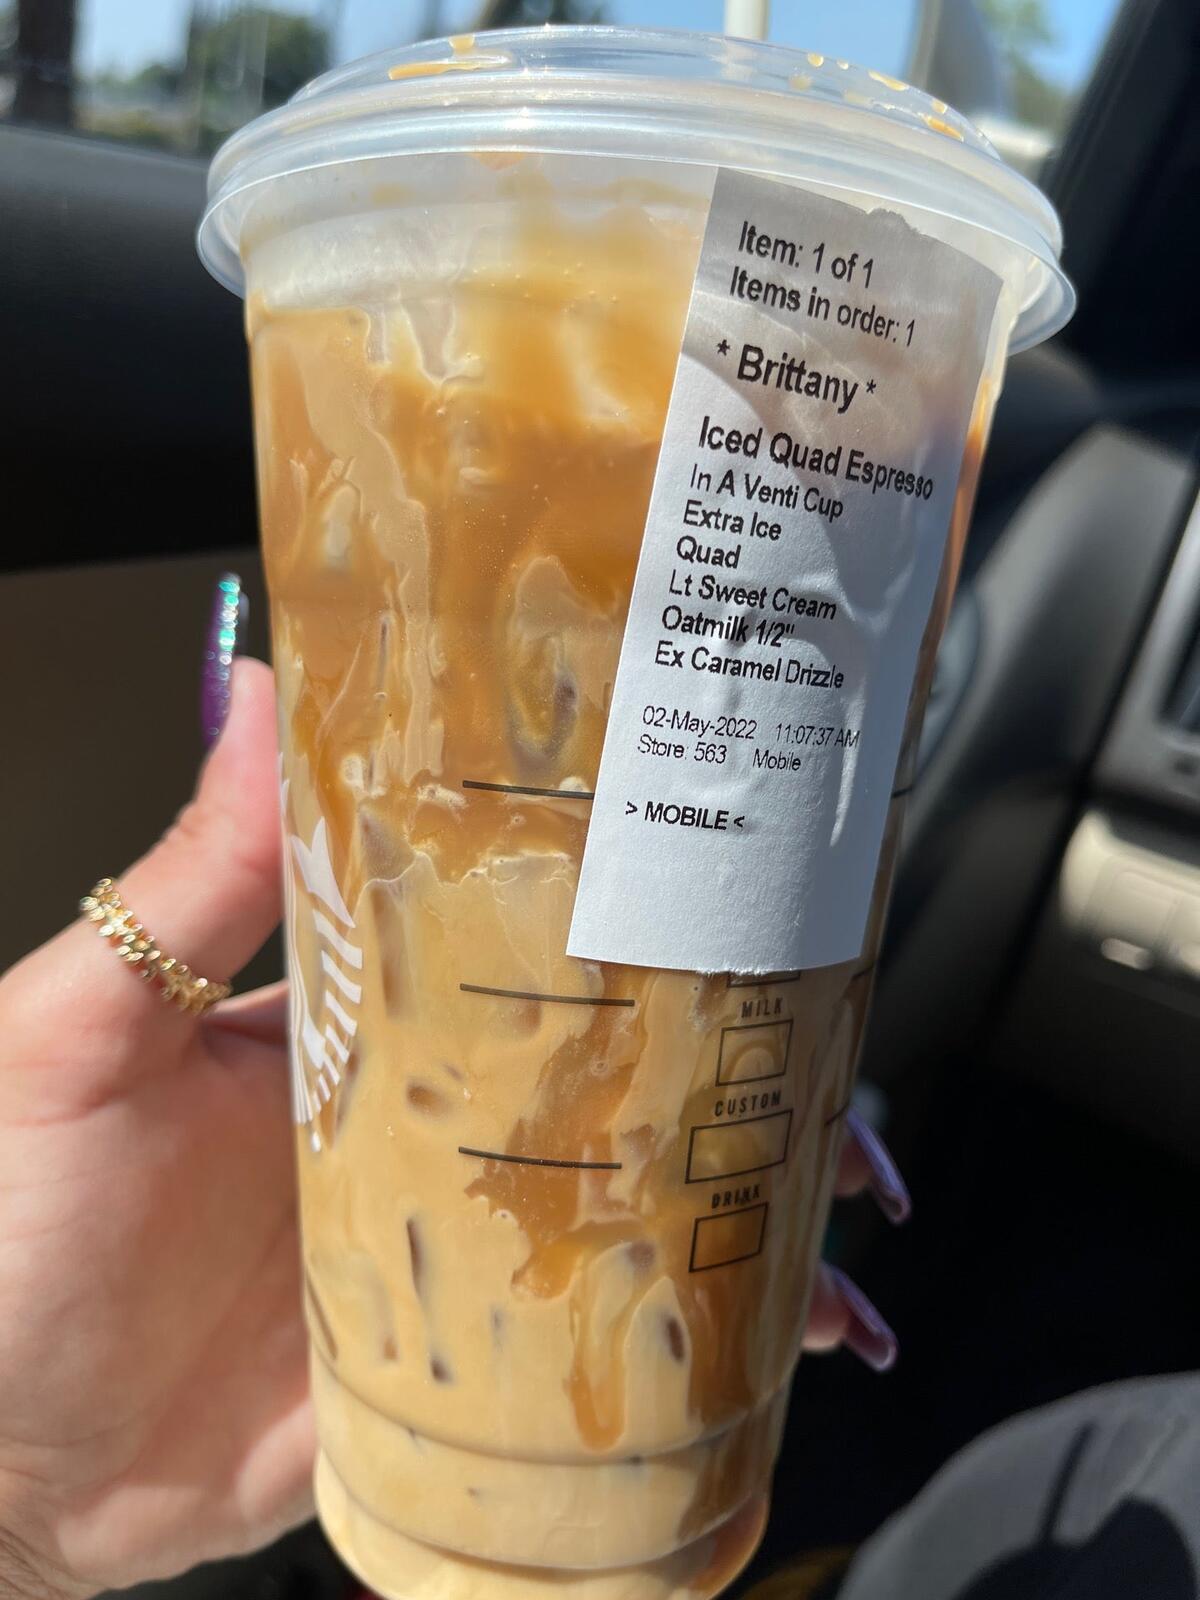 Item: 1 of 1
Items in order: 1
* Brittany *
Iced Quad Espresso
In A Venti Cup
Extra Ice
Quad
Lt Sweet Cream
Oatmilk 1/2"
Ex Caramel Drizzle
02-May-2022 11:07:37 AM
Store: 563 Mobile
> MOBILE <
MILK
CUSTOM
DRINK